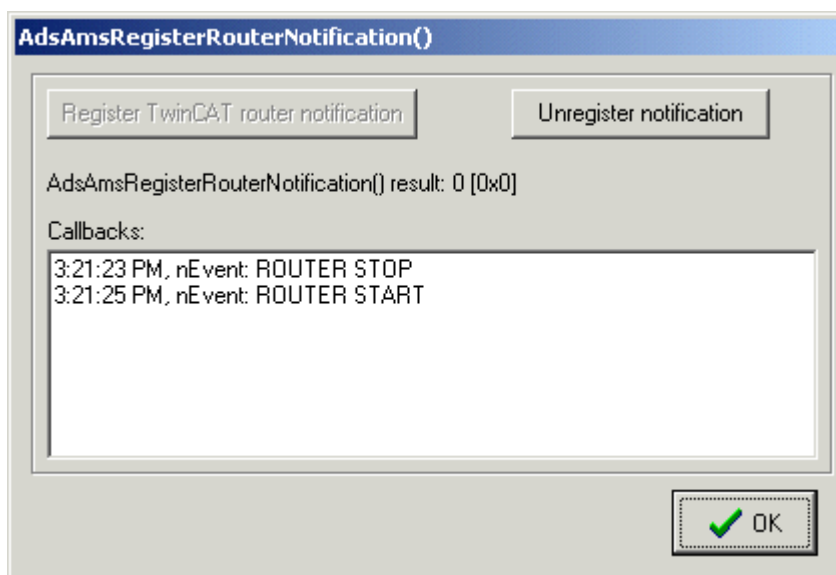 AdsAmsRegisterRouterNotification()
Register TwinCAT router notification
Unregister notification
AdsAmsRegisterRouterNotification() result: 0 [0x0]
Callbacks:
3:21:23 PM, nEvent: ROUTER STOP
3:21:25 PM, nEvent: ROUTER START
OK